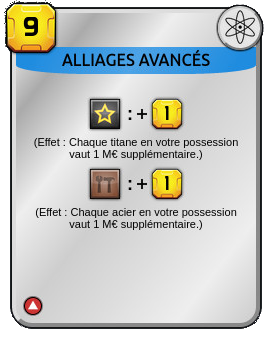 9
ALLIAGES AVANCÉS
: + 1
(Effet : Chaque titane en votre possession
vaut 1 M€ supplémentaire.)
: + 1
(Effet : Chaque acier en votre possession
vaut 1 M€ supplémentaire.)